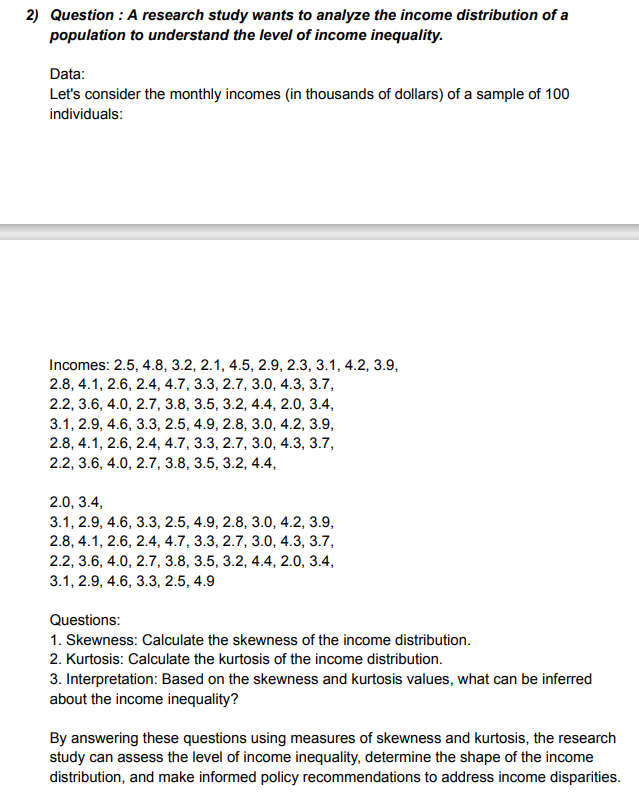 2) Question : A research study wants to analyze the income distribution of a
population to understand the level of income inequality.
Data:
Let's consider the monthly incomes (in thousands of dollars) of a sample of 100
individuals:
Incomes: 2.5, 4.8, 3.2, 2.1, 4.5, 2.9, 2.3, 3.1, 4.2, 3.9,
2.8, 4.1, 2.6, 2.4, 4.7, 3.3, 2.7, 3.0, 4.3, 3.7,
2.2, 3.6, 4.0, 2.7, 3.8, 3.5, 3.2, 4.4, 2.0, 3.4,
3.1, 2.9, 4.6, 3.3, 2.5, 4.9, 2.8, 3.0, 4.2, 3.9,
2.8, 4.1, 2.6, 2.4, 4.7, 3.3, 2.7, 3.0, 4.3, 3.7,
2.2, 3.6, 4.0, 2.7, 3.8, 3.5, 3.2, 4.4,
2.0, 3.4,
3.1, 2.9, 4.6, 3.3, 2.5, 4.9, 2.8, 3.0, 4.2, 3.9,
2.8, 4.1, 2.6, 2.4, 4.7, 3.3, 2.7, 3.0, 4.3, 3.7,
2.2, 3.6, 4.0, 2.7, 3.8, 3.5, 3.2, 4.4, 2.0, 3.4,
3.1, 2.9, 4.6, 3.3, 2.5, 4.9
Questions:
1. Skewness: Calculate the skewness of the income distribution.
2. Kurtosis: Calculate the kurtosis of the income distribution.
3. Interpretation: Based on the skewness and kurtosis values, what can be inferred
about the income inequality?
By answering these questions using measures of skewness and kurtosis, the research
study can assess the level of income inequality, determine the shape of the income
distribution, and make informed policy recommendations to address income disparities.